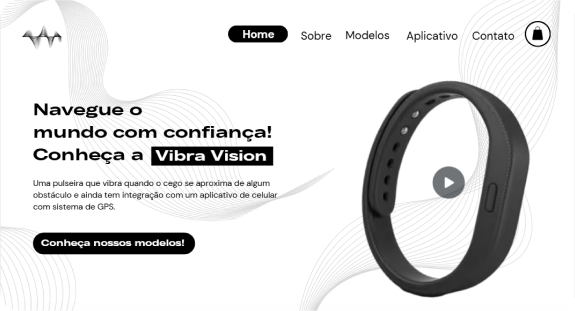 Home
Sobre
Modelos
Aplicativo
Contato
Navegue o
mundo com confiança!
Conheça a Vibra Vision
Uma pulseira que vibra quando o cego se aproxima de algum
obstáculo e ainda tem integração com um aplicativo de celular
com sistema de GPS.
Conheça nossos modelos!